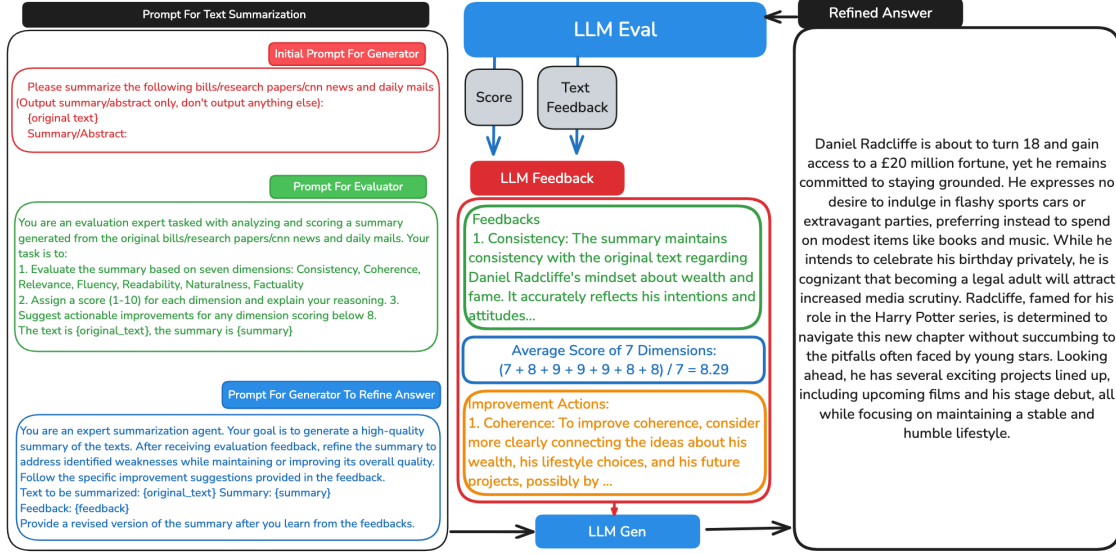 Prompt For Text Summarization
Initial Prompt For Generator
Please summarize the following bills/research papers/cnn news and daily mails
(Output summary/abstract only, don't output anything else):
{original text}
Summary/Abstract:
Prompt For Evaluator
You are an evaluation expert tasked with analyzing and scoring a summary
generated from the original bills/research papers/cnn news and daily mails. Your
task is to:
1. Evaluate the summary based on seven dimensions: Consistency, Coherence,
Relevance, Fluency, Readability, Naturalness, Factuality
2. Assign a score (1-10) for each dimension and explain your reasoning. 3.
Suggest actionable improvements for any dimension scoring below 8.
The text is {original_text}, the summary is {summary}
Prompt For Generator To Refine Answer
You are an expert summarization agent. Your goal is to generate a high-quality
summary of the texts. After receiving evaluation feedback, refine the summary to
address identified weaknesses while maintaining or improving its overall quality.
Follow the specific improvement suggestions provided in the feedback.
Text to be summarized: {original_text} Summary: {summary}
Feedback: {feedback}
Provide a revised version of the summary after you learn from the feedbacks.
LLM Eval
Score
Text
Feedback
LLM Feedback
Feedbacks
1. Consistency: The summary maintains
consistency with the original text regarding
Daniel Radcliffe's mindset about wealth and
fame. It accurately reflects his intentions and
attitudes...
Average Score of 7 Dimensions:
(7 + 8 + 9 + 9 + 9 + 8 + 8) / 7 = 8.29
Improvement Actions:
1. Coherence: To improve coherence, consider
more clearly connecting the ideas about his
wealth, his lifestyle choices, and his future
projects, possibly by ...
LLM Gen
Refined Answer
Daniel Radcliffe is about to turn 18 and gain
access to a £20 million fortune, yet he remains
committed to staying grounded. He expresses no
desire to indulge in flashy sports cars or
extravagant parties, preferring instead to spend
on modest items like books and music. While he
intends to celebrate his birthday privately, he is
cognizant that becoming a legal adult will attract
increased media scrutiny. Radcliffe, famed for his
role in the Harry Potter series, is determined to
navigate this new chapter without succumbing to
the pitfalls often faced by young stars. Looking
ahead, he has several exciting projects lined up,
including upcoming films and his stage debut, all
while focusing on maintaining a stable and
humble lifestyle.